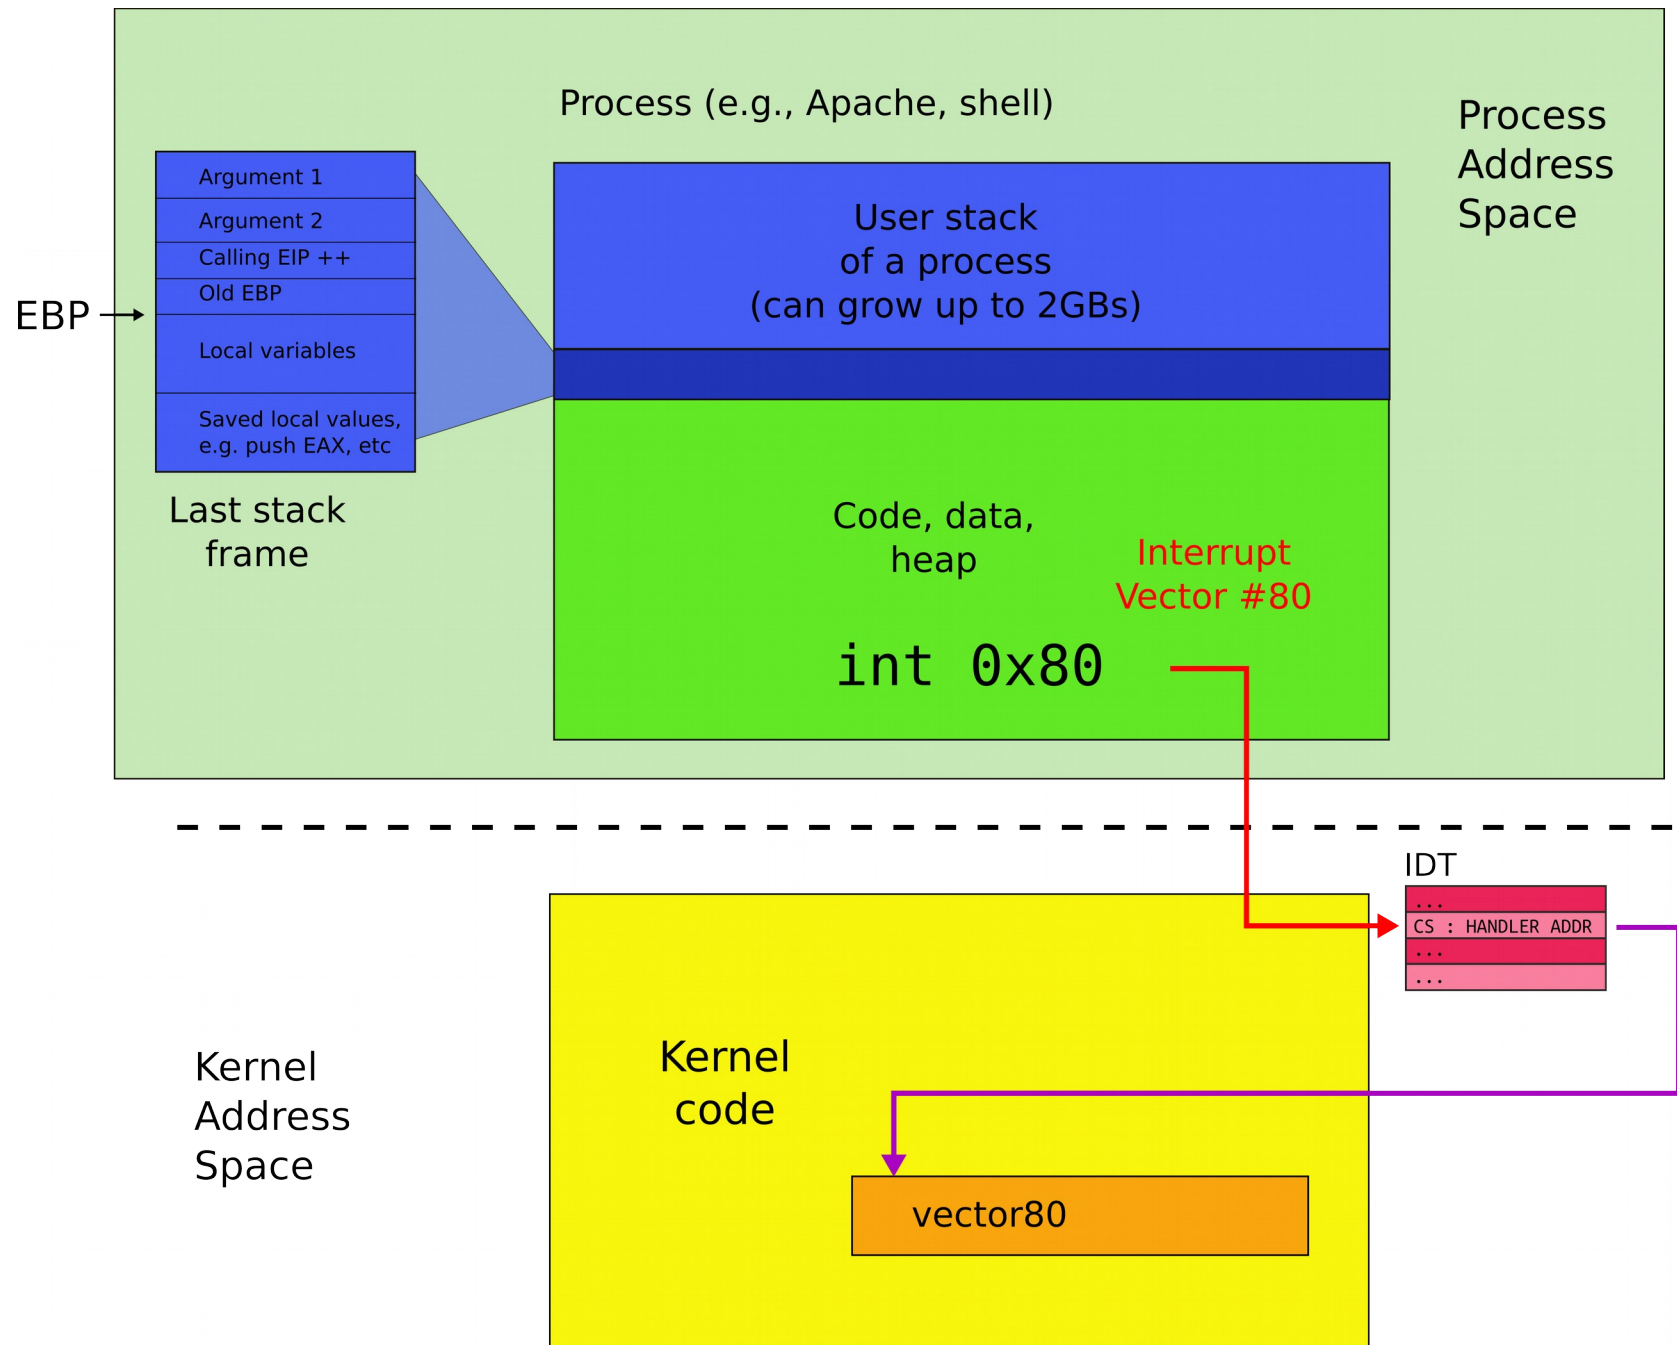 Process (e.g., Apache, shell)
Process
Address
Space
Argument 1
Argument 2
Calling EIP ++
Old EBP
EBP
Local variables
Saved local values,
e.g. push EAX, etc
Last stack
frame
User stack
of a process
(can grow up to 2GBs)
Code, data,
heap
Interrupt
Vector #80
int 0x80
IDT
...
CS : HANDLER ADDR
...
...
Kernel
Address
Space
Kernel
code
vector80